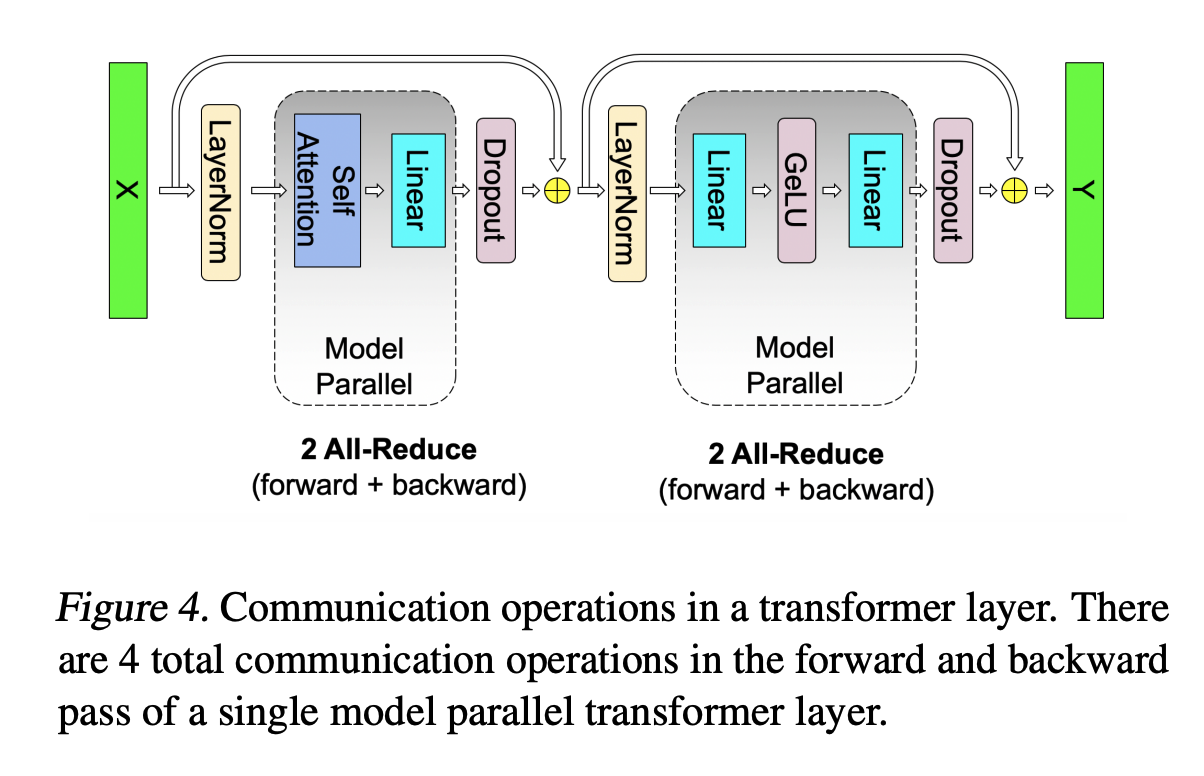 X
LayerNorm
Self
Attention
Linear
Dropout
LayerNorm
Linear
GeLU
Linear
Dropout
Y
Model
Parallel
Model
Parallel
2 All-Reduce
(forward + backward)
2 All-Reduce
(forward + backward)
Figure 4. Communication operations in a transformer layer. There
are 4 total communication operations in the forward and backward
pass of a single model parallel transformer layer.